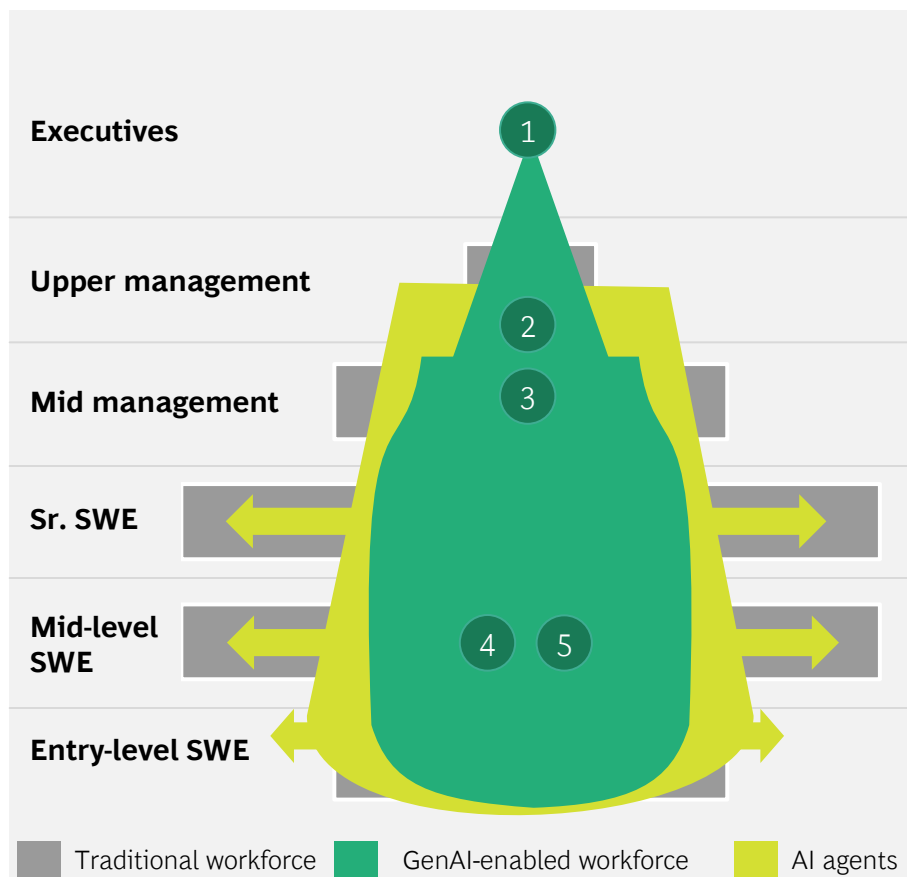 Executives
1
Upper management
2
Mid management
3
Sr. SWE
Mid-level
SWE
4 5
Entry-level SWE
Traditional workforce GenAI-enabled workforce AI agents